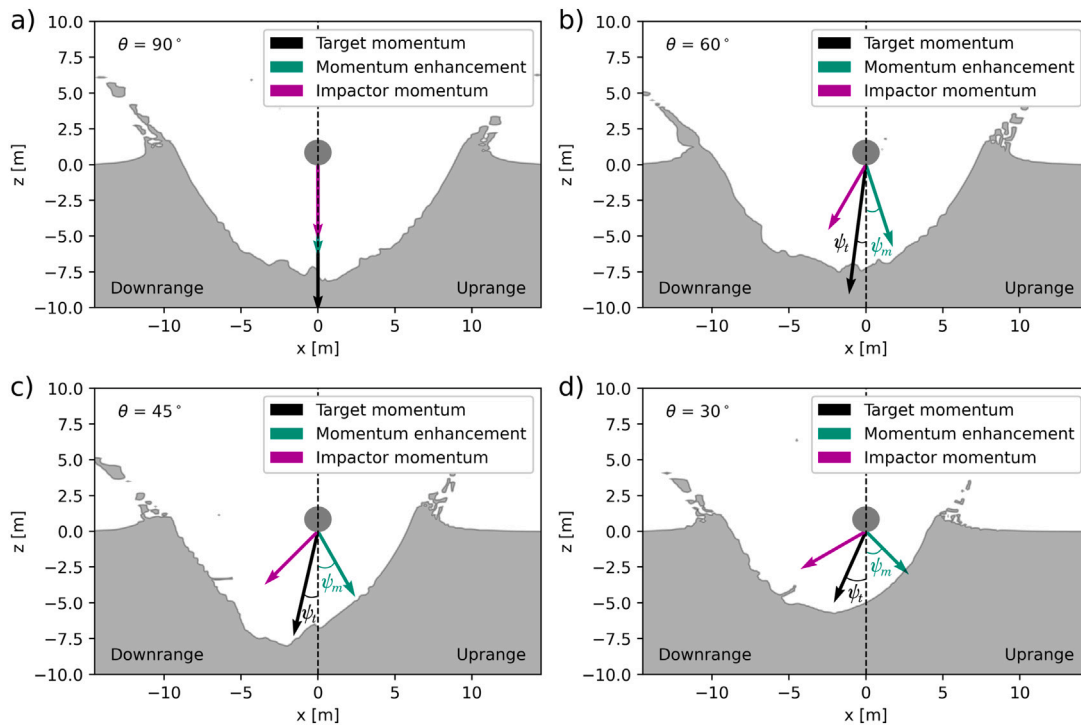 a)
θ = 90°
Target momentum
Momentum enhancement
Impactor momentum
10.0
7.5
5.0
2.5
0.0
−2.5
−5.0
−7.5
−10.0
z [m]
Downrange
Uprange
−10 −5 0 5 10
x [m]
b)
θ = 60°
Target momentum
Momentum enhancement
Impactor momentum
10.0
7.5
5.0
2.5
0.0
−2.5
−5.0
−7.5
−10.0
z [m]
ψt
ψm
Downrange
Uprange
−10 −5 0 5 10
x [m]
c)
θ = 45°
Target momentum
Momentum enhancement
Impactor momentum
10.0
7.5
5.0
2.5
0.0
−2.5
−5.0
−7.5
−10.0
z [m]
ψm
ψt
Downrange
Uprange
−10 −5 0 5 10
x [m]
d)
θ = 30°
Target momentum
Momentum enhancement
Impactor momentum
10.0
7.5
5.0
2.5
0.0
−2.5
−5.0
−7.5
−10.0
z [m]
ψm
ψt
Downrange
Uprange
−10 −5 0 5 10
x [m]